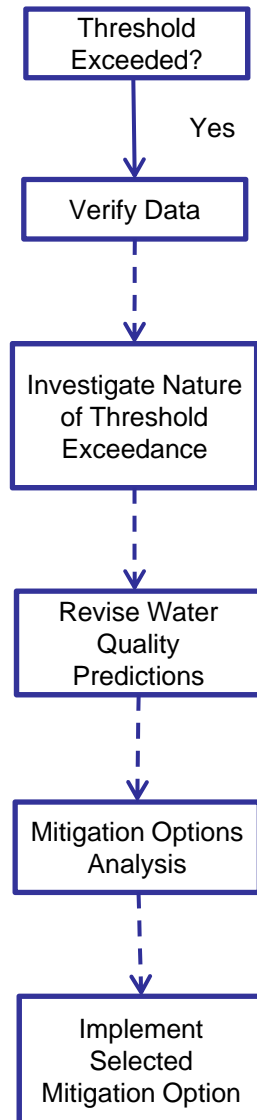 Threshold
Exceeded?
Yes
Verify Data
Investigate Nature
of Threshold
Exceedance
Revise Water
Quality
Predictions
Mitigation Options
Analysis
Implement
Selected
Mitigation Option